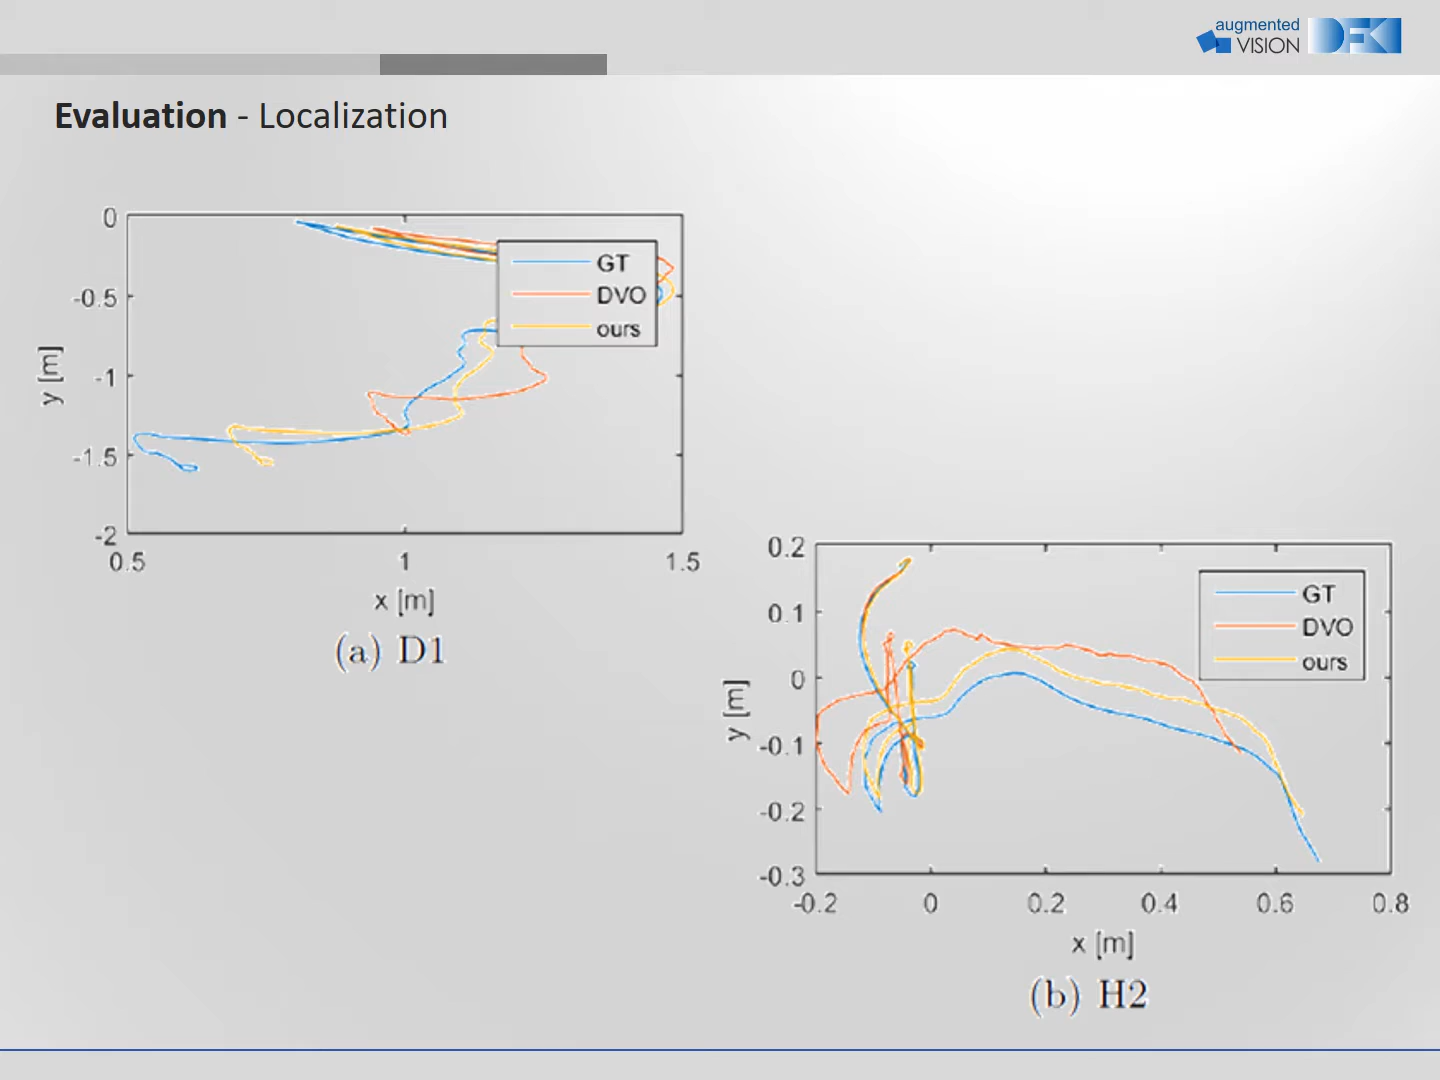 augmented
VISION
DFKI
Evaluation - Localization
0
-0.5
-1
-1.5
-2
0.5
1
1.5
y [m]
x [m]
GT
DVO
ours
(a) D1
0.2
0.1
0
-0.1
-0.2
-0.3
-0.2
0
0.2
0.4
0.6
0.8
y [m]
x [m]
GT
DVO
ours
(b) H2